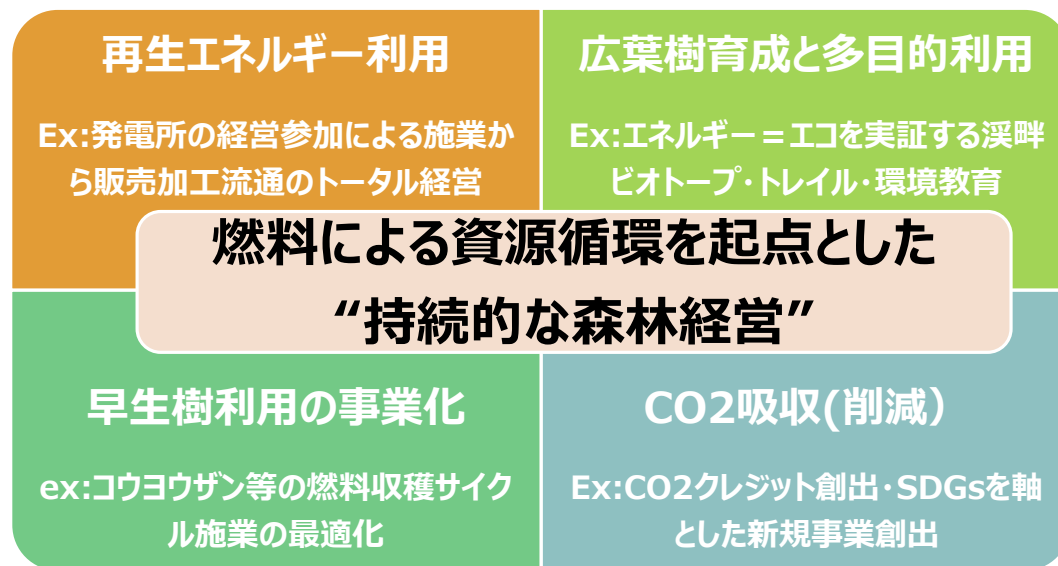 再生エネルギー利用
Ex:発電所の経営参加による施業か
ら販売加工流通のトータル経営
広葉樹育成と多目的利用
Ex:エネルギー＝エコを実証する渓畔
ビオトープ・トレイル・環境教育
燃料による資源循環を起点とした
“持続的な森林経営”
早生樹利用の事業化
ex:コウヨウザン等の燃料収穫サイク
ル施業の最適化
CO2吸収(削減）
Ex:CO2クレジット創出・SDGsを軸
とした新規事業創出